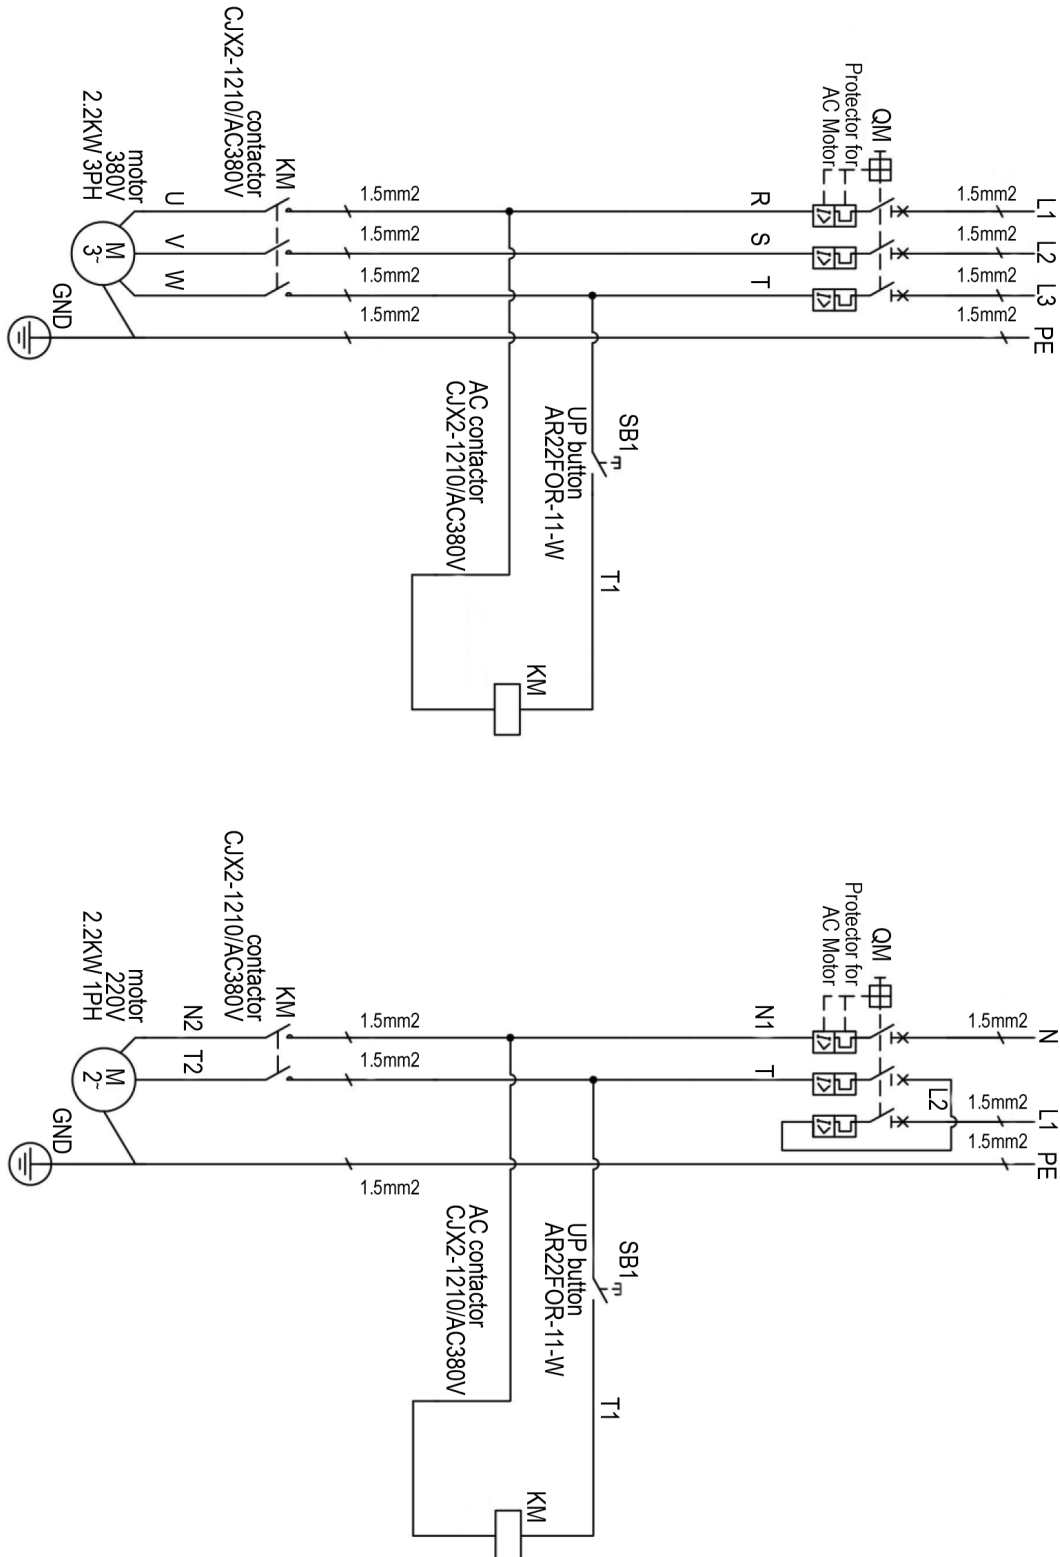 L1
L2
L3
PE
1.5mm2
1.5mm2
1.5mm2
1.5mm2
QM
Protector for
AC Motor
R
S
T
1.5mm2
1.5mm2
1.5mm2
1.5mm2
KM
contactor
CJX2-1210/AC380V
U
V
W
motor
380V
2.2KW 3PH
M
3~
GND
SB1
UP button
AR22FOR-11-W
T1
AC contactor
CJX2-1210/AC380V
KM
N
L1
PE
1.5mm2
1.5mm2
1.5mm2
L2
QM
Protector for
AC Motor
N1
T
1.5mm2
1.5mm2
1.5mm2
KM
contactor
CJX2-1210/AC380V
N2
T2
motor
220V
2.2KW 1PH
M
2~
GND
SB1
UP button
AR22FOR-11-W
T1
AC contactor
CJX2-1210/AC380V
KM